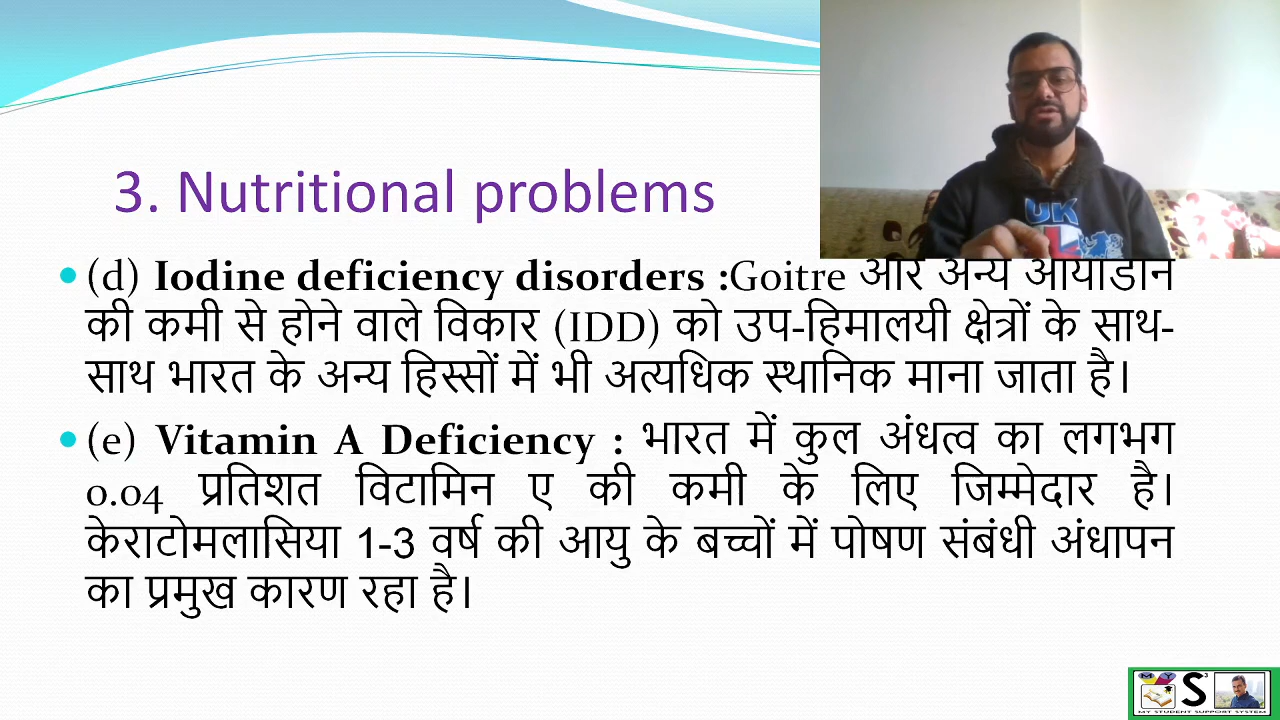 3. Nutritional problems
(d) Iodine deficiency disorders :Goitre और अन्य आयोडीन
की कमी से होने वाले विकार (IDD) को उप-हिमालयी क्षेत्रों के साथ-
साथ भारत के अन्य हिस्सों में भी अत्यधिक स्थानिक माना जाता है।
(e) Vitamin A Deficiency : भारत में कुल अंधत्व का लगभग
0.04 प्रतिशत विटामिन ए की कमी के लिए जिम्मेदार है।
केराटोमलासिया 1-3 वर्ष की आयु के बच्चों में पोषण संबंधी अंधापन
का प्रमुख कारण रहा है।
UK
M Y
S³
MY STUDENT SUPPORT SYSTEM